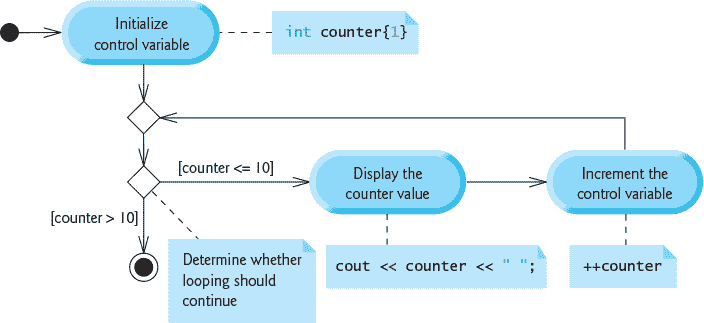 Initialize
control variable
int counter{1}
[counter <= 10]
Display the
counter value
Increment the
control variable
[counter > 10]
Determine whether
looping should
continue
cout << counter << " ";
++counter